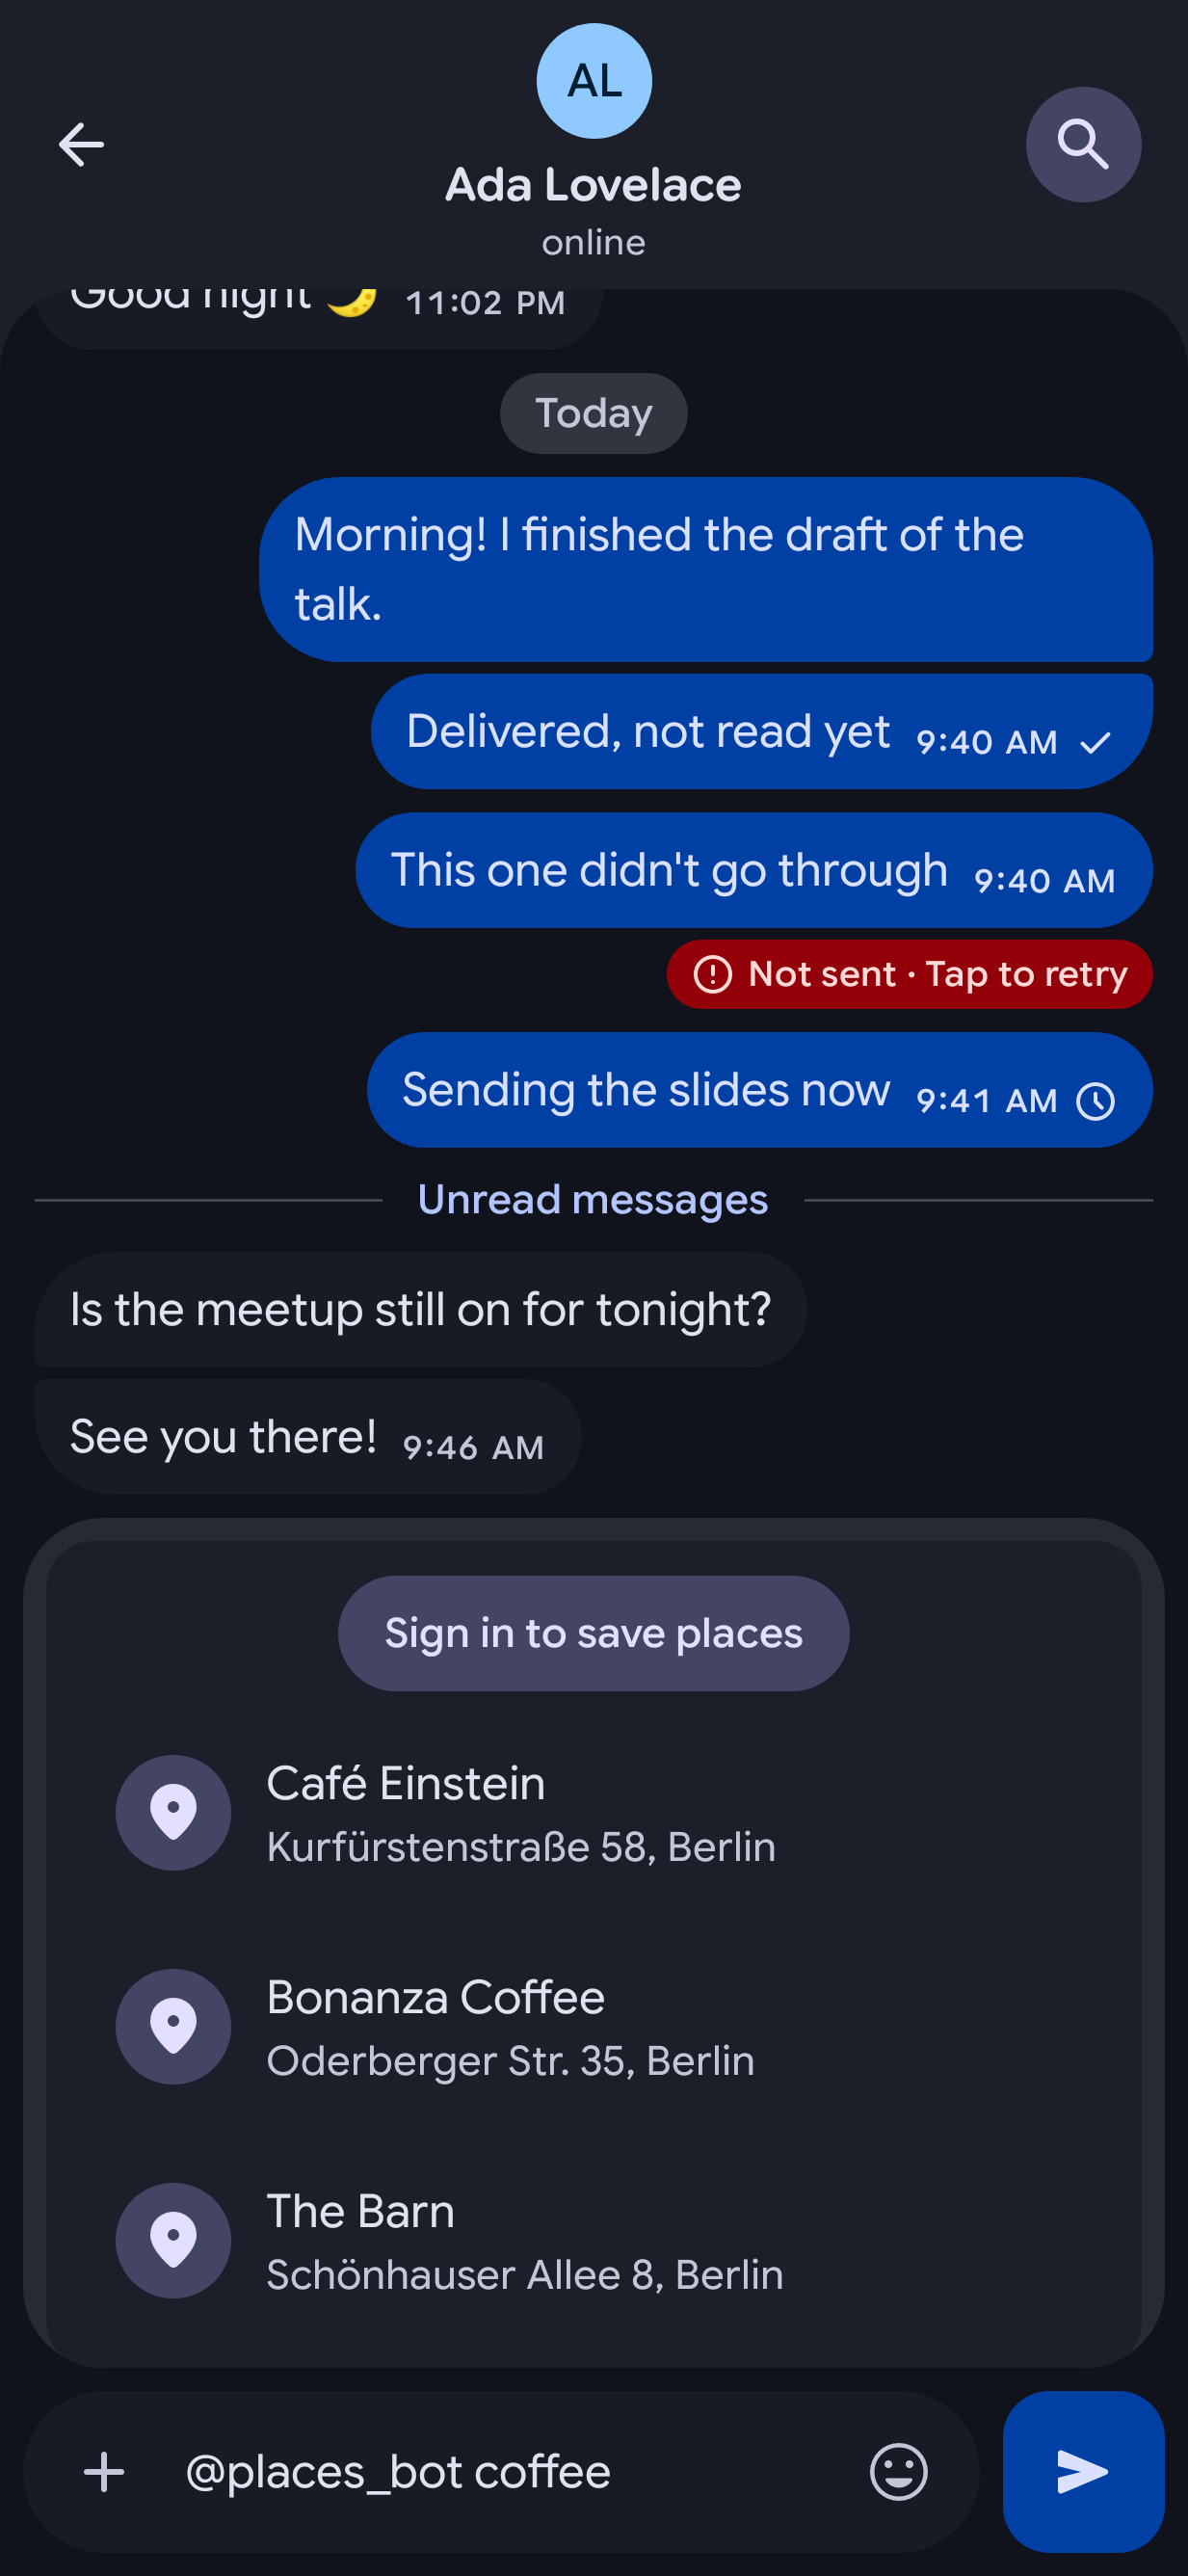 AL
Ada Lovelace
online
Good night 🌙 11:02 PM
Today
Morning! I finished the draft of the
talk.
Delivered, not read yet 9:40 AM
This one didn't go through 9:40 AM
Not sent · Tap to retry
Sending the slides now 9:41 AM
Unread messages
Is the meetup still on for tonight?
See you there! 9:46 AM
Sign in to save places
Café Einstein
Kurfürstenstraße 58, Berlin
Bonanza Coffee
Oderberger Str. 35, Berlin
The Barn
Schönhauser Allee 8, Berlin
@places_bot coffee